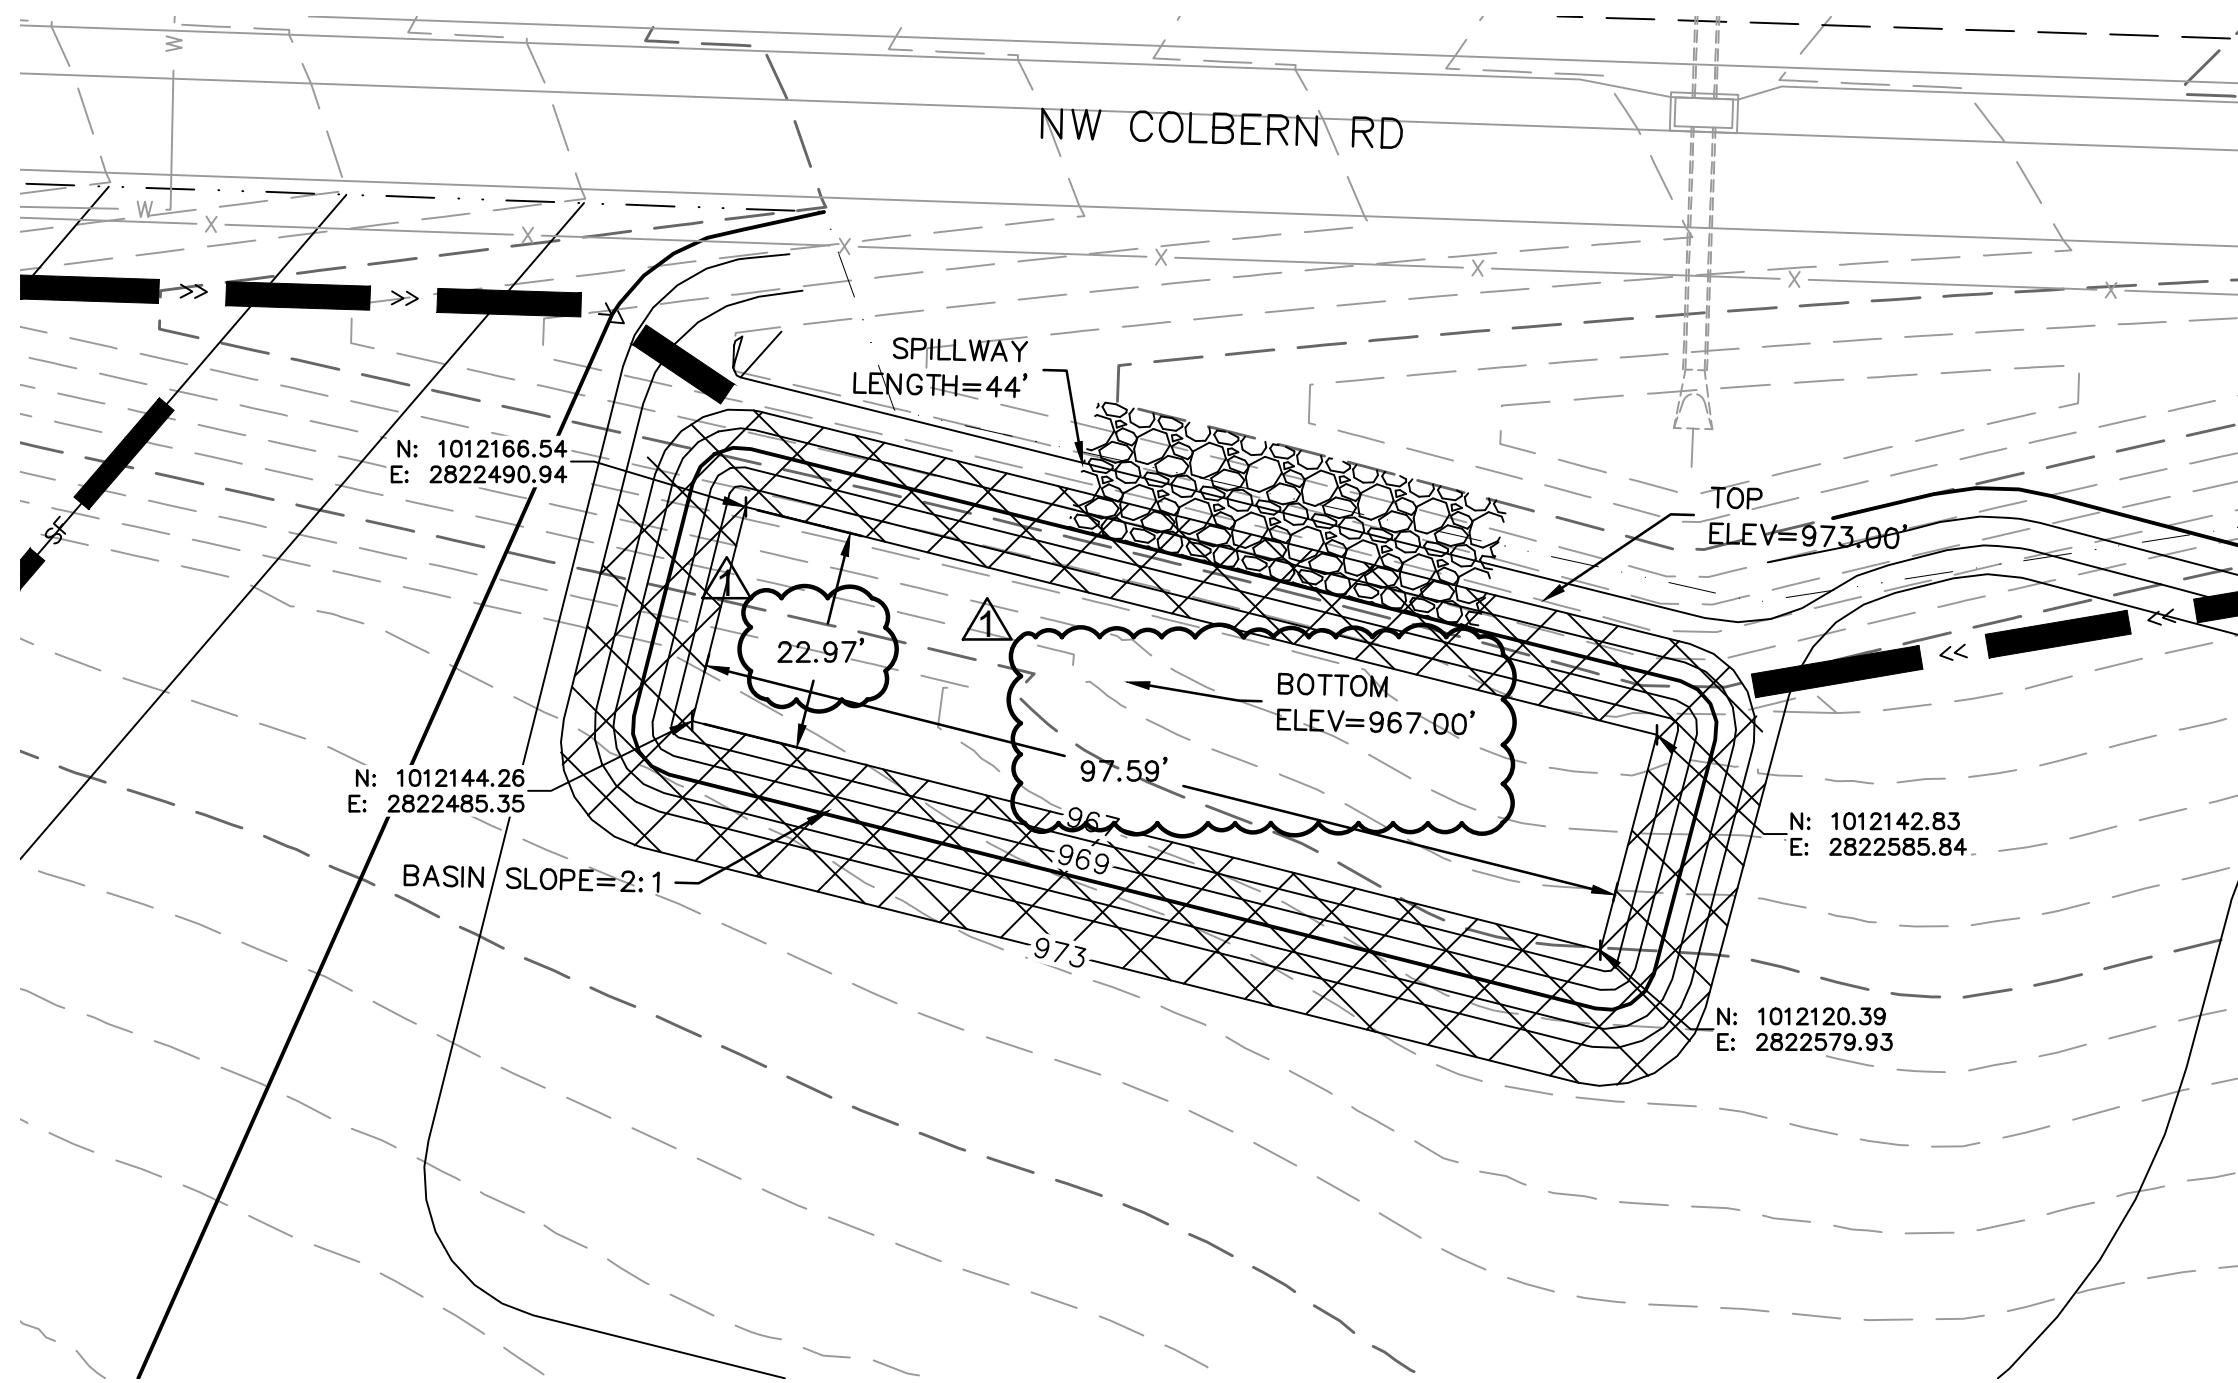 W
NW COLBERN RD
W
X
X
X
X
X
X
X
>>
>>
SPILLWAY
LENGTH=44'
N: 1012166.54
E: 2822490.94
TOP
ELEV=973.00'
SF
1
1
22.97'
<<
<<
BOTTOM
ELEV=967.00'
97.59'
N: 1012144.26
E: 2822485.35
967
969
N: 1012142.83
E: 2822585.84
BASIN SLOPE=2:1
973
N: 1012120.39
E: 2822579.93